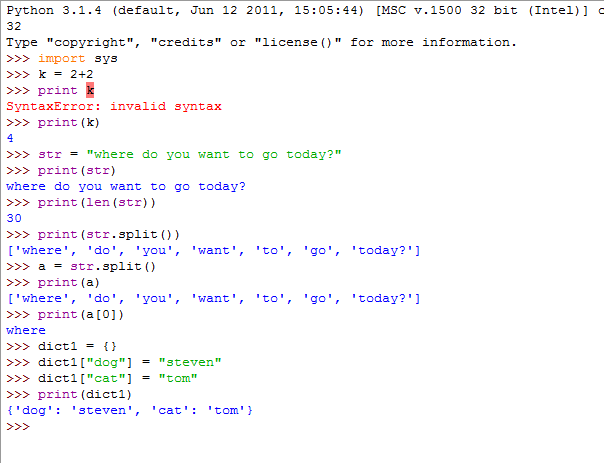 Python 3.1.4 (default, Jun 12 2011, 15:05:44) [MSC v.1500 32 bit (Intel)] 
32
Type "copyright", "credits" or "license()" for more information.
>>> import sys
>>> k = 2+2
>>> print k
SyntaxError: invalid syntax
>>> print(k)
4
>>> str = "where do you want to go today?"
>>> print(str)
where do you want to go today?
>>> print(len(str))
30
>>> print(str.split())
['where', 'do', 'you', 'want', 'to', 'go', 'today?']
>>> a = str.split()
>>> print(a)
['where', 'do', 'you', 'want', 'to', 'go', 'today?']
>>> print(a[0])
where
>>> dict1 = {}
>>> dict1["dog"] = "steven"
>>> dict1["cat"] = "tom"
>>> print(dict1)
{'dog': 'steven', 'cat': 'tom'}
>>>